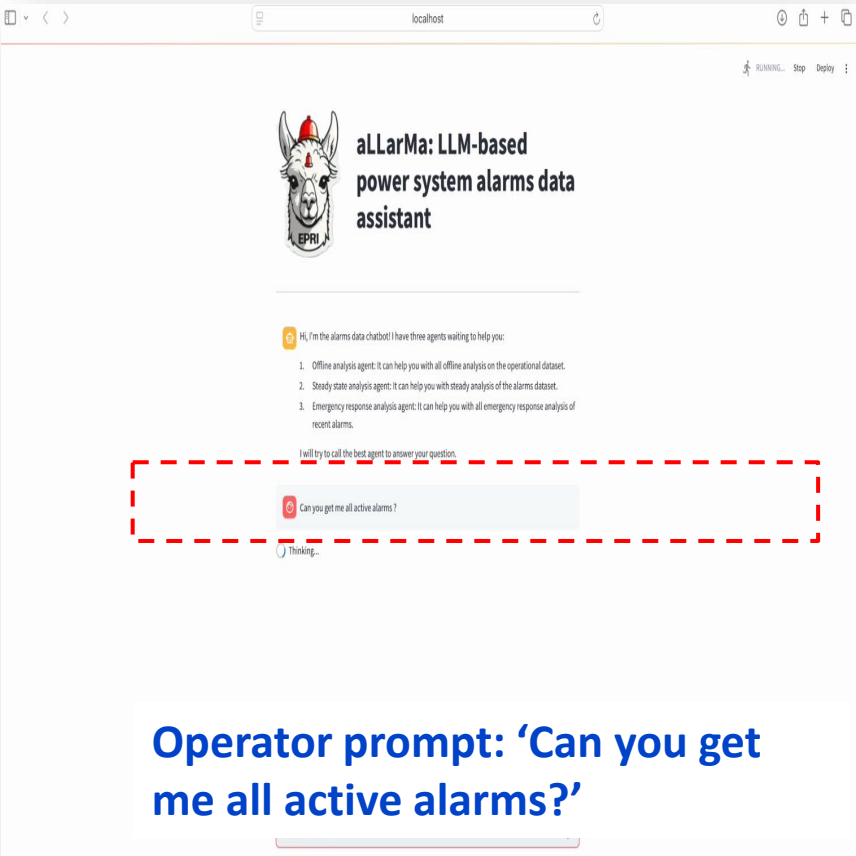 localhost
RUNNING... Stop Deploy
aLLarMa: LLM-based
power system alarms data
assistant
EPRI
Hi, I'm the alarms data chatbot! I have three agents waiting to help you:
1. Offline analysis agent: It can help you with all offline analysis on the operational dataset.
2. Steady state analysis agent: It can help you with steady analysis of the alarms dataset.
3. Emergency response analysis agent: It can help you with all emergency response analysis of
recent alarms.
I will try to call the best agent to answer your question.
Can you get me all active alarms ?
Thinking...
Operator prompt: ‘Can you get
me all active alarms?’